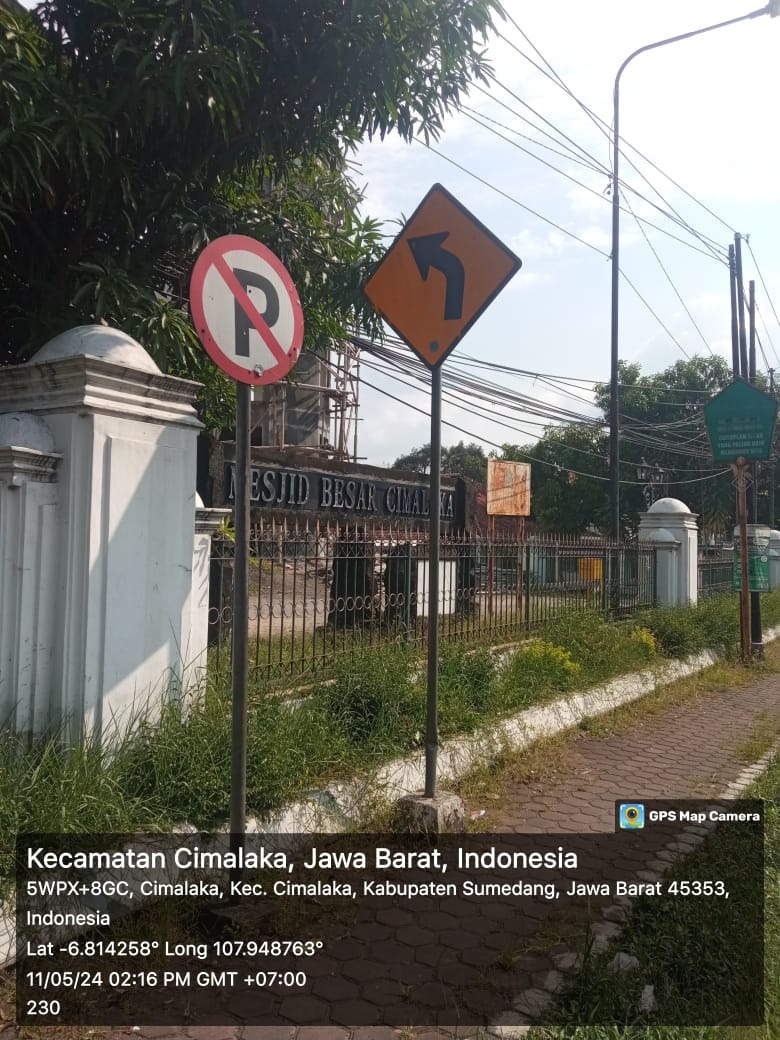 P
MESJID BESAR CIMALAKA
YANG
GPS Map Camera
Kecamatan Cimalaka, Jawa Barat, Indonesia
5WPX+8GC, Cimalaka, Kec. Cimalaka, Kabupaten Sumedang, Jawa Barat 45353,
Indonesia
Lat -6.814258° Long 107.948763°
11/05/24 02:16 PM GMT +07:00
230